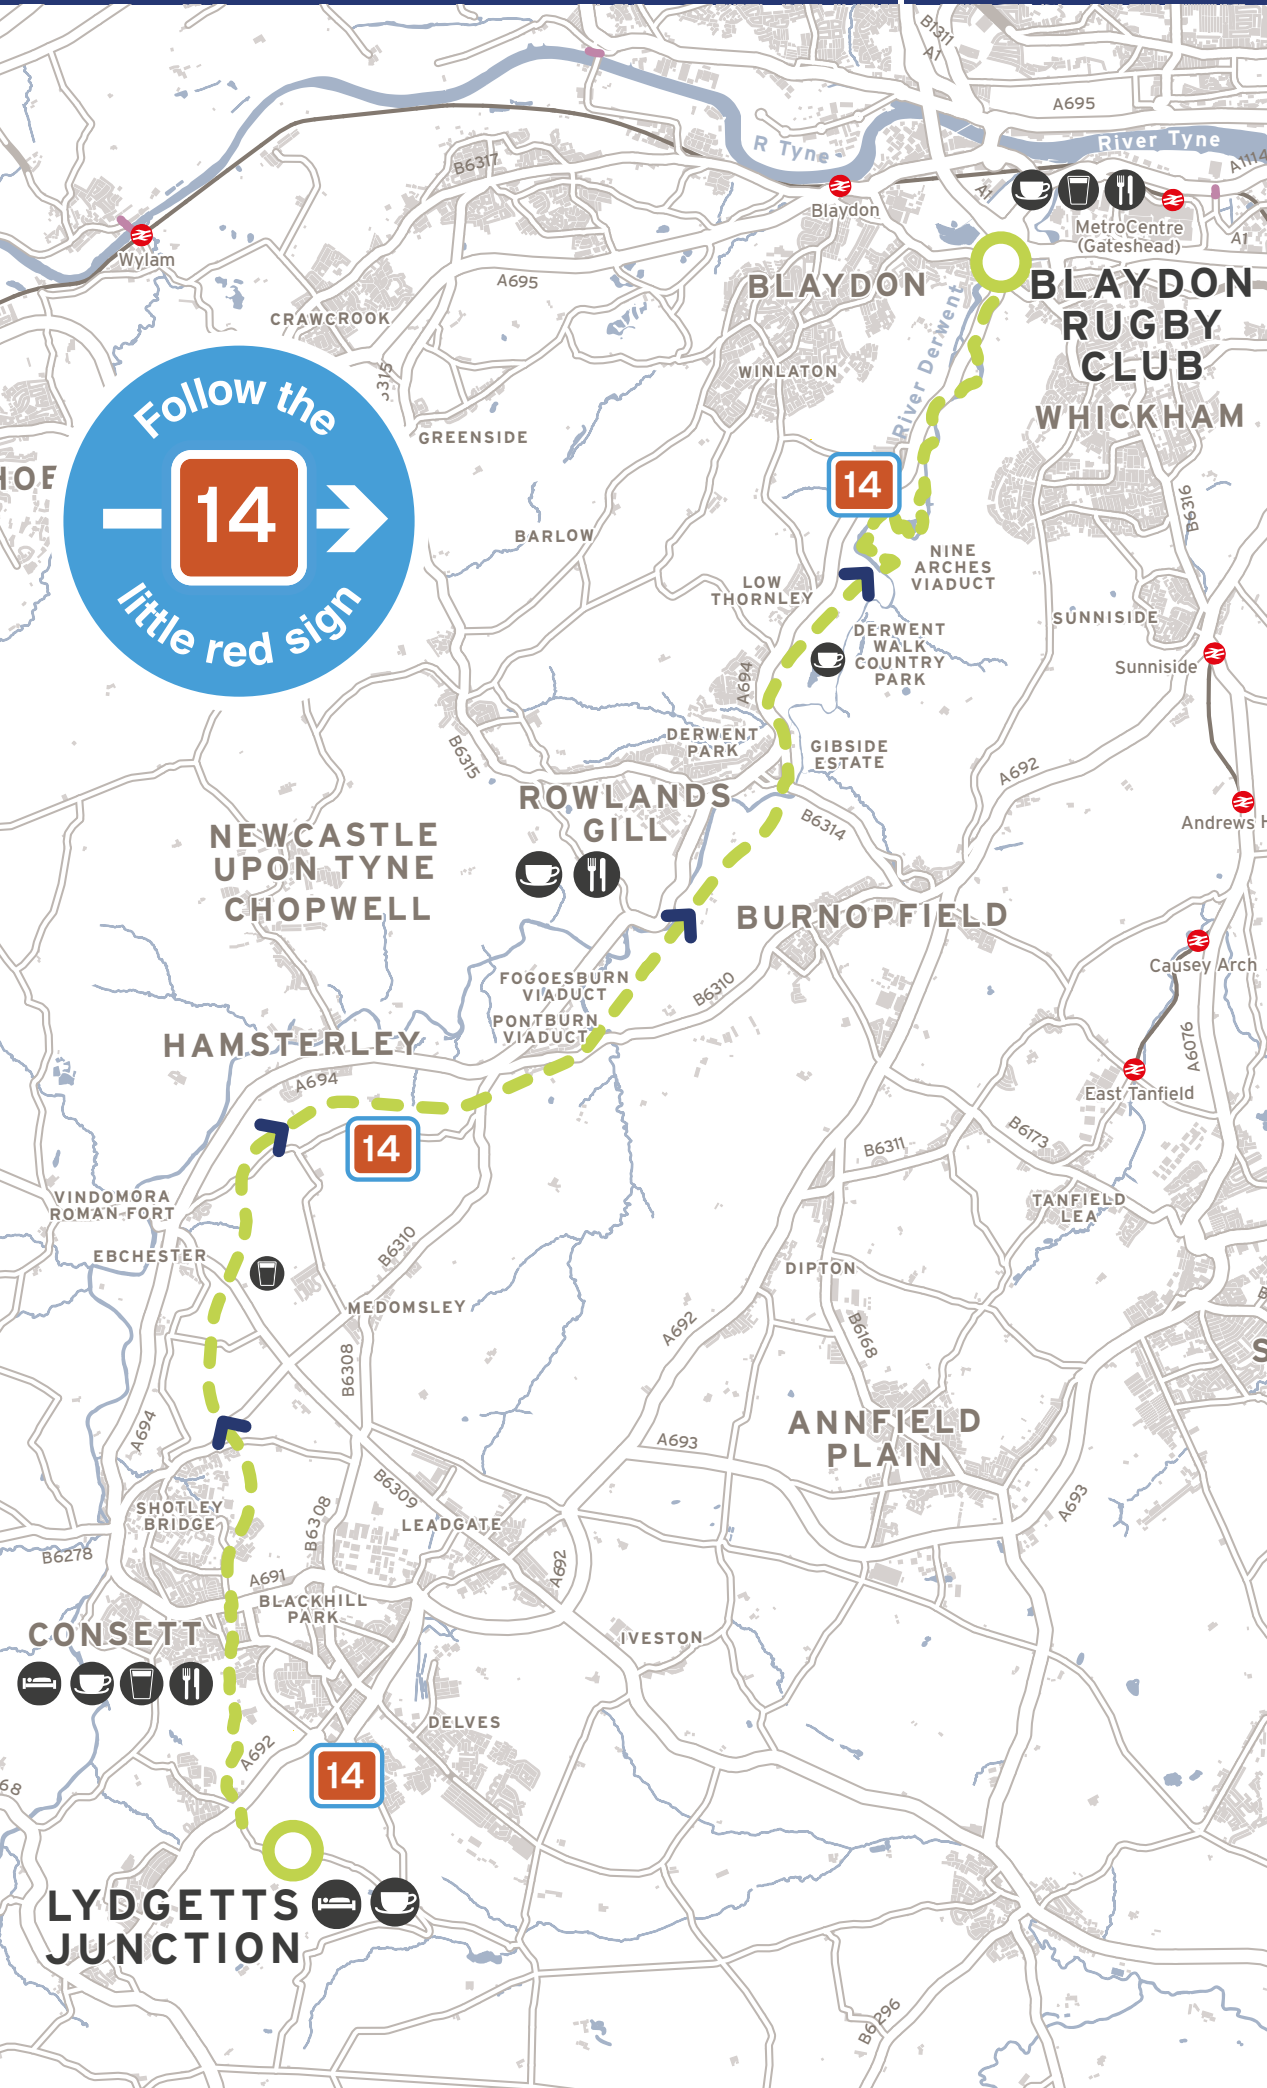 B1311
A1
A695
River Tyne
R Tyne
A1114
B6317
A1
Blaydon
MetroCentre
(Gateshead)
A1
Wylam
A695
BLAYDON
BLAYDON
RUGBY
CLUB
CRAWCROOK
River Derwent
WINLATON
WHICKHAM
Follow the
14
little red sign
GREENSIDE
14
B6316
BARLOW
NINE
ARCHES
VIADUCT
LOW
THORNLEY
SUNNISIDE
DERWENT
WALK
COUNTRY
PARK
Sunniside
A694
DERWENT
PARK
GIBSIDE
ESTATE
B6315
A692
ROWLANDS
GILL
B6314
Andrews H
NEWCASTLE
UPON TYNE
CHOPWELL
BURNOPFIELD
FOGOESBURN
VIADUCT
B6310
Causey Arch
PONTBURN
VIADUCT
HAMSTERLEY
A6076
A694
East Tanfield
14
B6311
B6173
VINDOMORA
ROMAN FORT
TANFIELD
LEA
EBCHESTER
B6310
DIPTON
MEDOMSLEY
A692
B6168
B6308
ANNFIELD
PLAIN
A694
A693
B6309
A693
SHOTLEY
BRIDGE
B6308
LEADGATE
B6278
A691
A692
BLACKHILL
PARK
CONSETT
IVESTON
DELVES
A692
14
68
LYDGETTS
JUNCTION
B6296